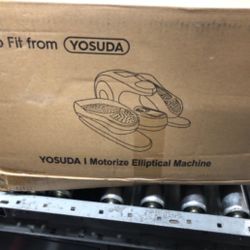 Fit from YOSUDA
YOSUDA I Motorize Elliptical Machine